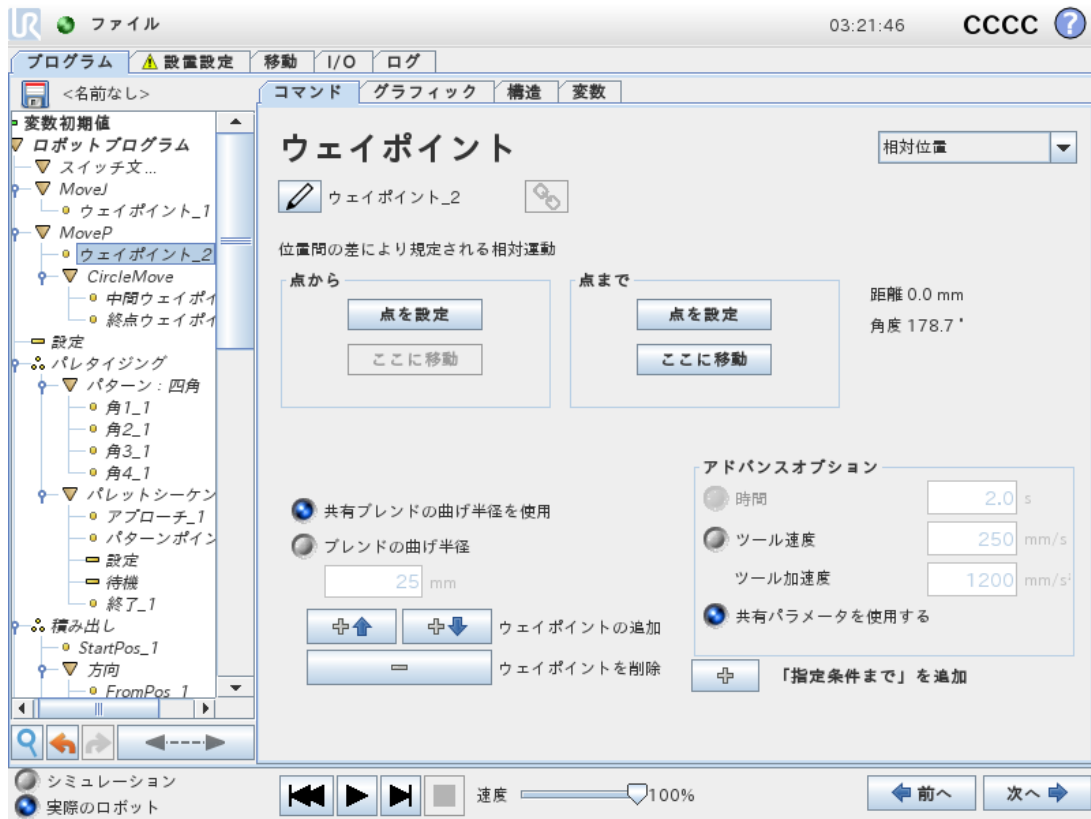 UR ファイル 03:21:46 CCCC ?
プログラム 設置設定 移動 I/O ログ
<名前なし> コマンド グラフィック 構造 変数
変数初期値
ロボットプログラム
スイッチ文...
MoveJ
ウェイポイント_1
MoveP
ウェイポイント_2
CircleMove
中間ウェイポイ
終点ウェイポイ
設定
パレタイジング
パターン : 四角
角1_1
角2_1
角3_1
角4_1
パレットシーケン
アプローチ_1
パターンポイン
設定
待機
終了_1
積み出し
StartPos_1
方向
FromPos_1
ウェイポイント
相対位置
ウェイポイント_2
位置間の差により規定される相対運動
点から
点を設定
ここに移動
点まで
点を設定
ここに移動
距離 0.0 mm
角度 178.7 °
共有ブレンドの曲げ半径を使用
ブレンドの曲げ半径
25 mm
ウェイポイントの追加
ウェイポイントを削除
アドバンスオプション
時間 2.0 s
ツール速度 250 mm/s
ツール加速度 1200 mm/s²
共有パラメータを使用する
「指定条件まで」を追加
シミュレーション
実際のロボット
速度 100%
前へ 次へ